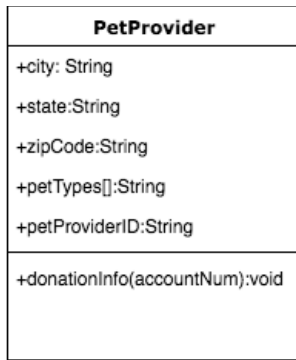 PetProvider
+city: String
+state:String
+zipCode:String
+petTypes[]:String
+petProviderID:String
+donationInfo(accountNum):void